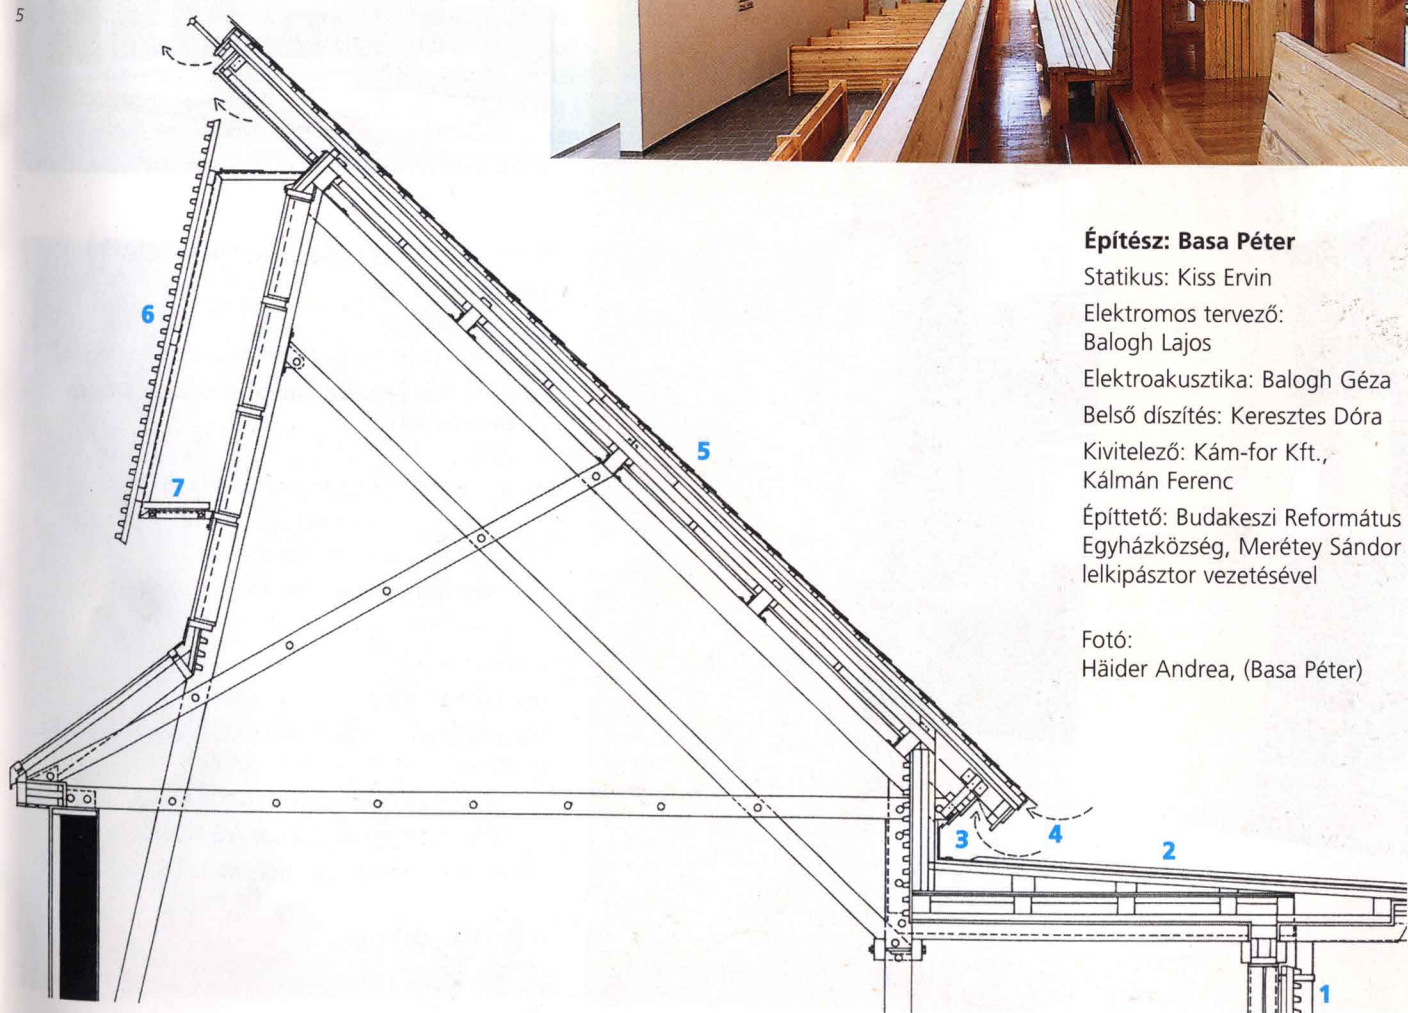 5
Építész: Basa Péter
Statikus: Kiss Ervin
Elektromos tervező:
Balogh Lajos
Elektroakusztika: Balogh Géza
Belső díszítés: Keresztes Dóra
Kivitelező: Kám-for Kft.,
Kálmán Ferenc
Építtető: Budakeszi Református
Egyházközség, Merétey Sándor
lelkipásztor vezetésével
Fotó:
Häider Andrea, (Basa Péter)
6
5
7
3
4
2
1